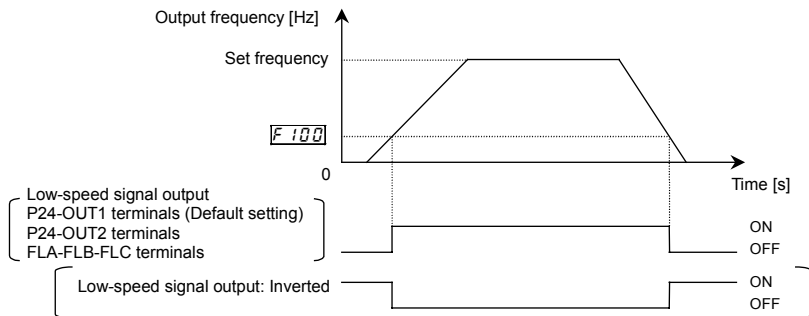 Output frequency [Hz]
Set frequency
F100
0
Time [s]
Low-speed signal output
P24-OUT1 terminals (Default setting)
P24-OUT2 terminals
FLA-FLB-FLC terminals
ON
OFF
Low-speed signal output: Inverted
ON
OFF